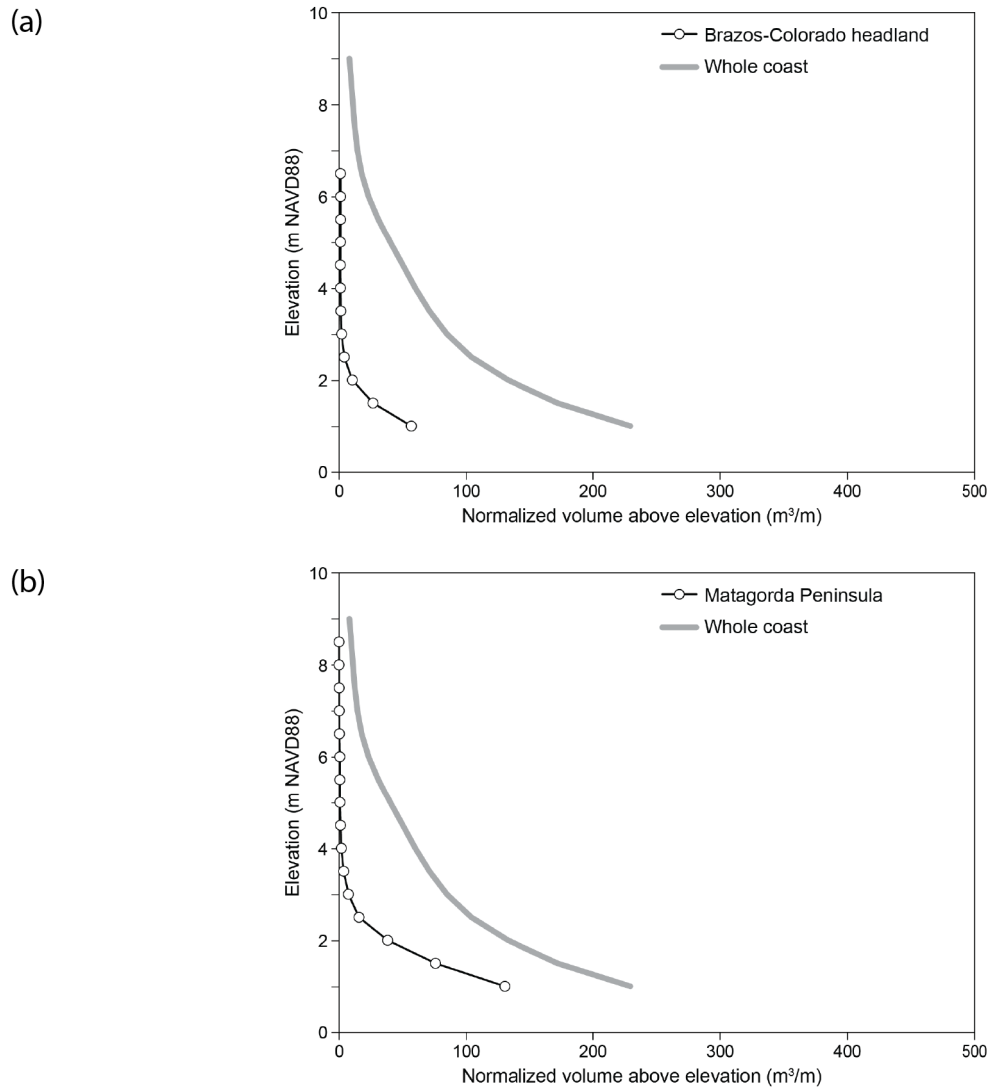 (a)
10
8
6
4
2
0
Elevation (m NAVD88)
Brazos-Colorado headland
Whole coast
0 100 200 300 400 500
Normalized volume above elevation (m³/m)
(b)
10
8
6
4
2
0
Elevation (m NAVD88)
Matagorda Peninsula
Whole coast
0 100 200 300 400 500
Normalized volume above elevation (m³/m)